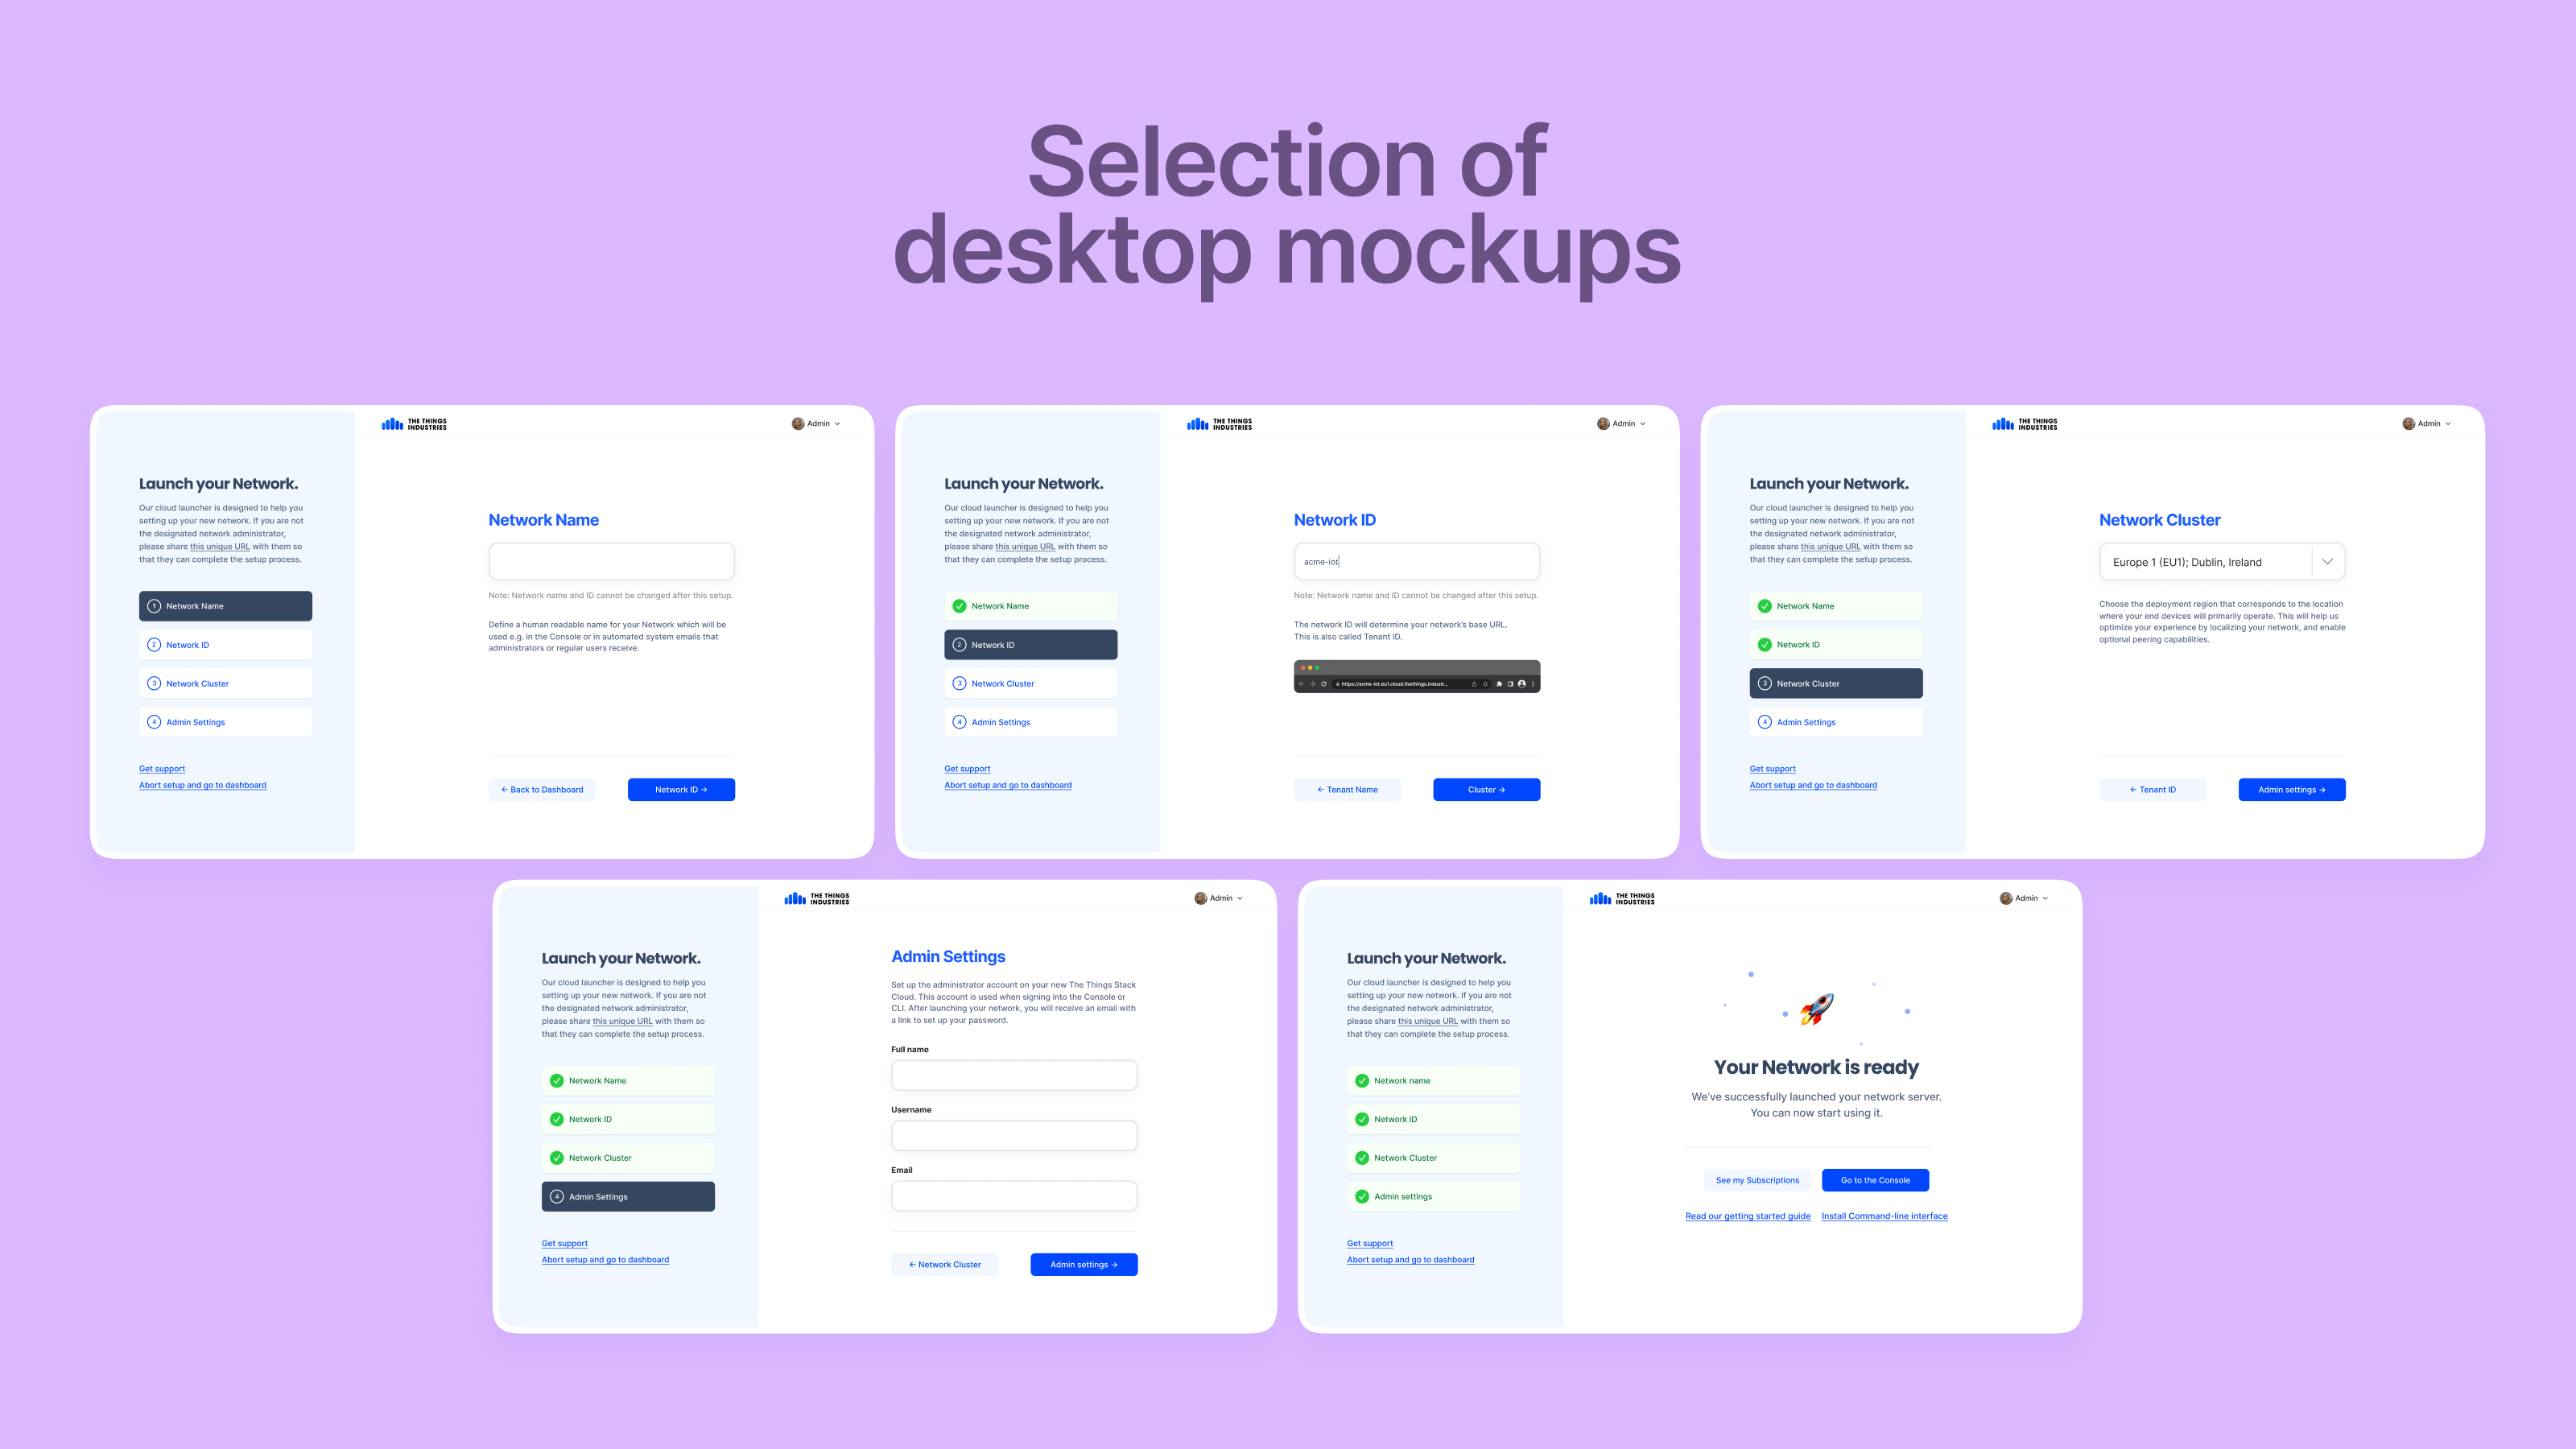 Selection of
desktop mockups
THE THINGS
INDUSTRIES
Admin
Launch your Network.
Our cloud launcher is designed to help you
setting up your new network. If you are not
the designated network administrator,
please share this unique URL with them so
that they can complete the setup process.
1 Network Name
2 Network ID
3 Network Cluster
4 Admin Settings
Get support
Abort setup and go to dashboard
Network Name
Note: Network name and ID cannot be changed after this setup.
Define a human readable name for your Network which will be
used e.g. in the Console or in automated system emails that
administrators or regular users receive.
← Back to Dashboard
Network ID →
THE THINGS
INDUSTRIES
Admin
Launch your Network.
Our cloud launcher is designed to help you
setting up your new network. If you are not
the designated network administrator,
please share this unique URL with them so
that they can complete the setup process.
Network Name
2 Network ID
3 Network Cluster
4 Admin Settings
Get support
Abort setup and go to dashboard
Network ID
acme-iot
Note: Network name and ID cannot be changed after this setup.
The network ID will determine your network's base URL.
This is also called Tenant ID.
https://acme-iot.eu1.cloud.thethings.industr...
← Tenant Name
Cluster →
THE THINGS
INDUSTRIES
Admin
Launch your Network.
Our cloud launcher is designed to help you
setting up your new network. If you are not
the designated network administrator,
please share this unique URL with them so
that they can complete the setup process.
Network Name
Network ID
3 Network Cluster
4 Admin Settings
Get support
Abort setup and go to dashboard
Network Cluster
Europe 1 (EU1); Dublin, Ireland
Choose the deployment region that corresponds to the location
where your end devices will primarily operate. This will help us
optimize your experience by localizing your network, and enable
optional peering capabilities.
← Tenant ID
Admin settings →
THE THINGS
INDUSTRIES
Admin
Launch your Network.
Our cloud launcher is designed to help you
setting up your new network. If you are not
the designated network administrator,
please share this unique URL with them so
that they can complete the setup process.
Network Name
Network ID
Network Cluster
4 Admin Settings
Get support
Abort setup and go to dashboard
Admin Settings
Set up the administrator account on your new The Things Stack
Cloud. This account is used when signing into the Console or
CLI. After launching your network, you will receive an email with
a link to set up your password.
Full name
Username
Email
← Network Cluster
Admin settings →
THE THINGS
INDUSTRIES
Admin
Launch your Network.
Our cloud launcher is designed to help you
setting up your new network. If you are not
the designated network administrator,
please share this unique URL with them so
that they can complete the setup process.
Network name
Network ID
Network Cluster
Admin settings
Get support
Abort setup and go to dashboard
Your Network is ready
We've successfully launched your network server.
You can now start using it.
See my Subscriptions
Go to the Console
Read our getting started guide
Install Command-line interface